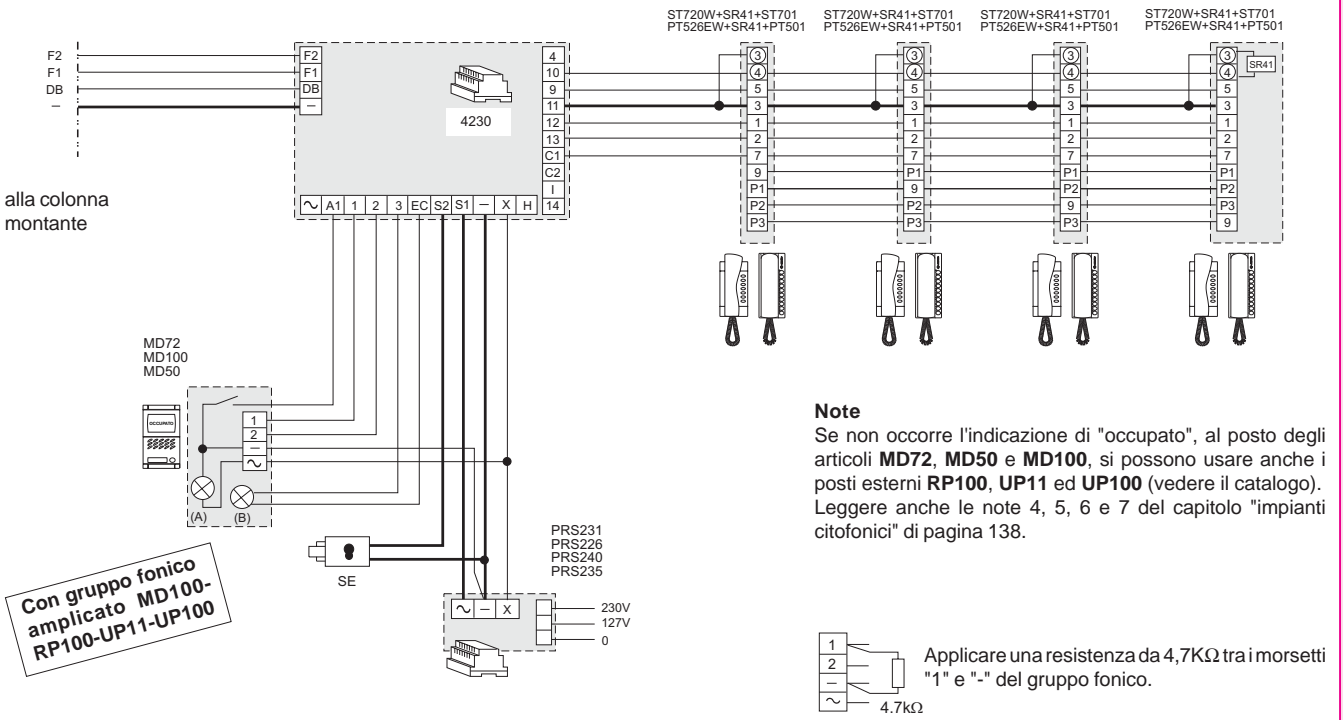 ST720W+SR41+ST701
PT526EW+SR41+PT501
ST720W+SR41+ST701
PT526EW+SR41+PT501
ST720W+SR41+ST701
PT526EW+SR41+PT501
ST720W+SR41+ST701
PT526EW+SR41+PT501
F2
F1
DB
–
F2
F1
DB
–
4230
4
10
9
11
12
13
C1
C2
I
14
~ A1 1 2 3 EC S2 S1 – X H
3
4
5
3
1
2
7
9
P1
P2
P3
3
4
5
3
1
2
7
P1
9
P2
P3
3
4
5
3
1
2
7
P1
P2
9
P3
3
4
5
3
1
2
7
P1
P2
P3
9
SR41
alla colonna
montante
MD72
MD100
MD50
OCCUPATO
1
2
–
~
(A) (B)
SE
PRS231
PRS226
PRS240
PRS235
~ – X
230V
127V
0
Con gruppo fonico
amplicato MD100-
RP100-UP11-UP100
Note
Se non occorre l'indicazione di "occupato", al posto degli
articoli MD72, MD50 e MD100, si possono usare anche i
posti esterni RP100, UP11 ed UP100 (vedere il catalogo).
Leggere anche le note 4, 5, 6 e 7 del capitolo "impianti
citofonici" di pagina 138.
1
2
–
~
4.7kΩ
Applicare una resistenza da 4,7KΩ tra i morsetti
"1" e "-" del gruppo fonico.